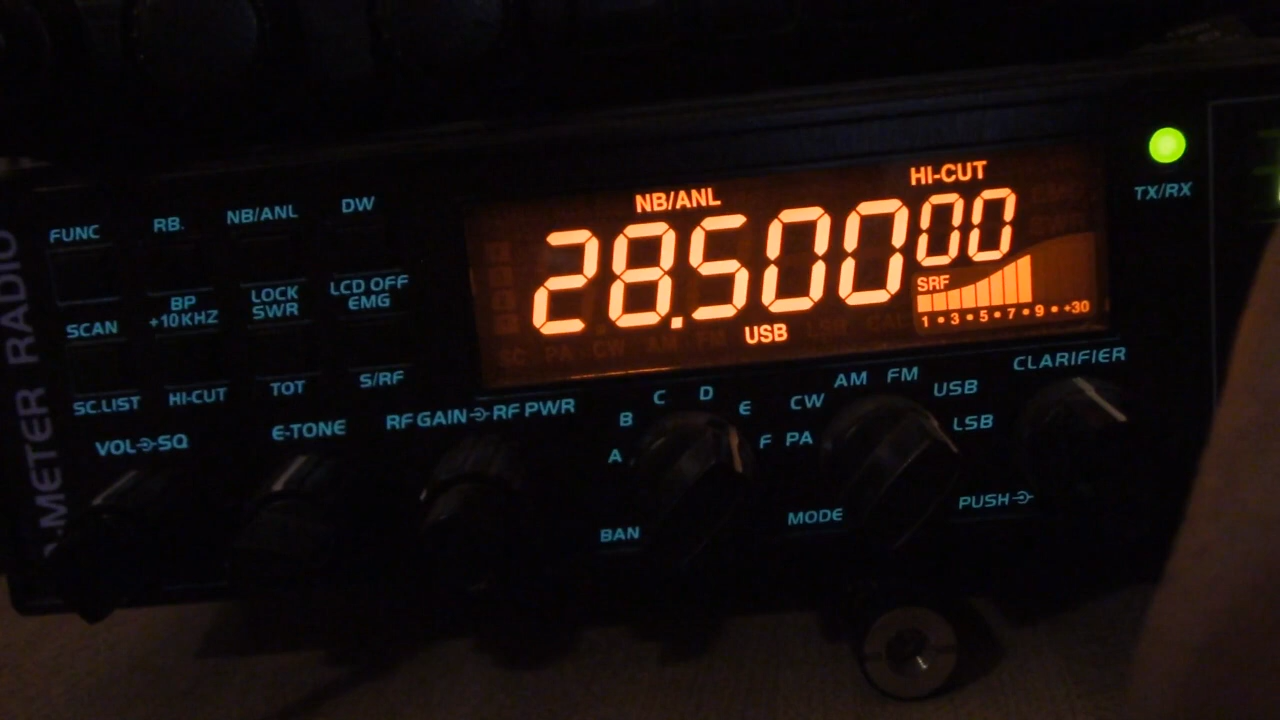 -METER RADIO
FUNC
RB.
NB/ANL
DW
SCAN
BP
+10KHZ
LOCK
SWR
LCD OFF
EMG
SC.LIST
HI-CUT
TOT
S/RF
VOL SQ
E-TONE
RF GAIN RF PWR
NB/ANL
HI-CUT
28.50000
USB
SRF
1 • 3 • 5 • 7 • 9 • +30
TX/RX
A
B
C
D
E
F
BAN
PA
CW
AM
FM
USB
LSB
MODE
CLARIFIER
PUSH